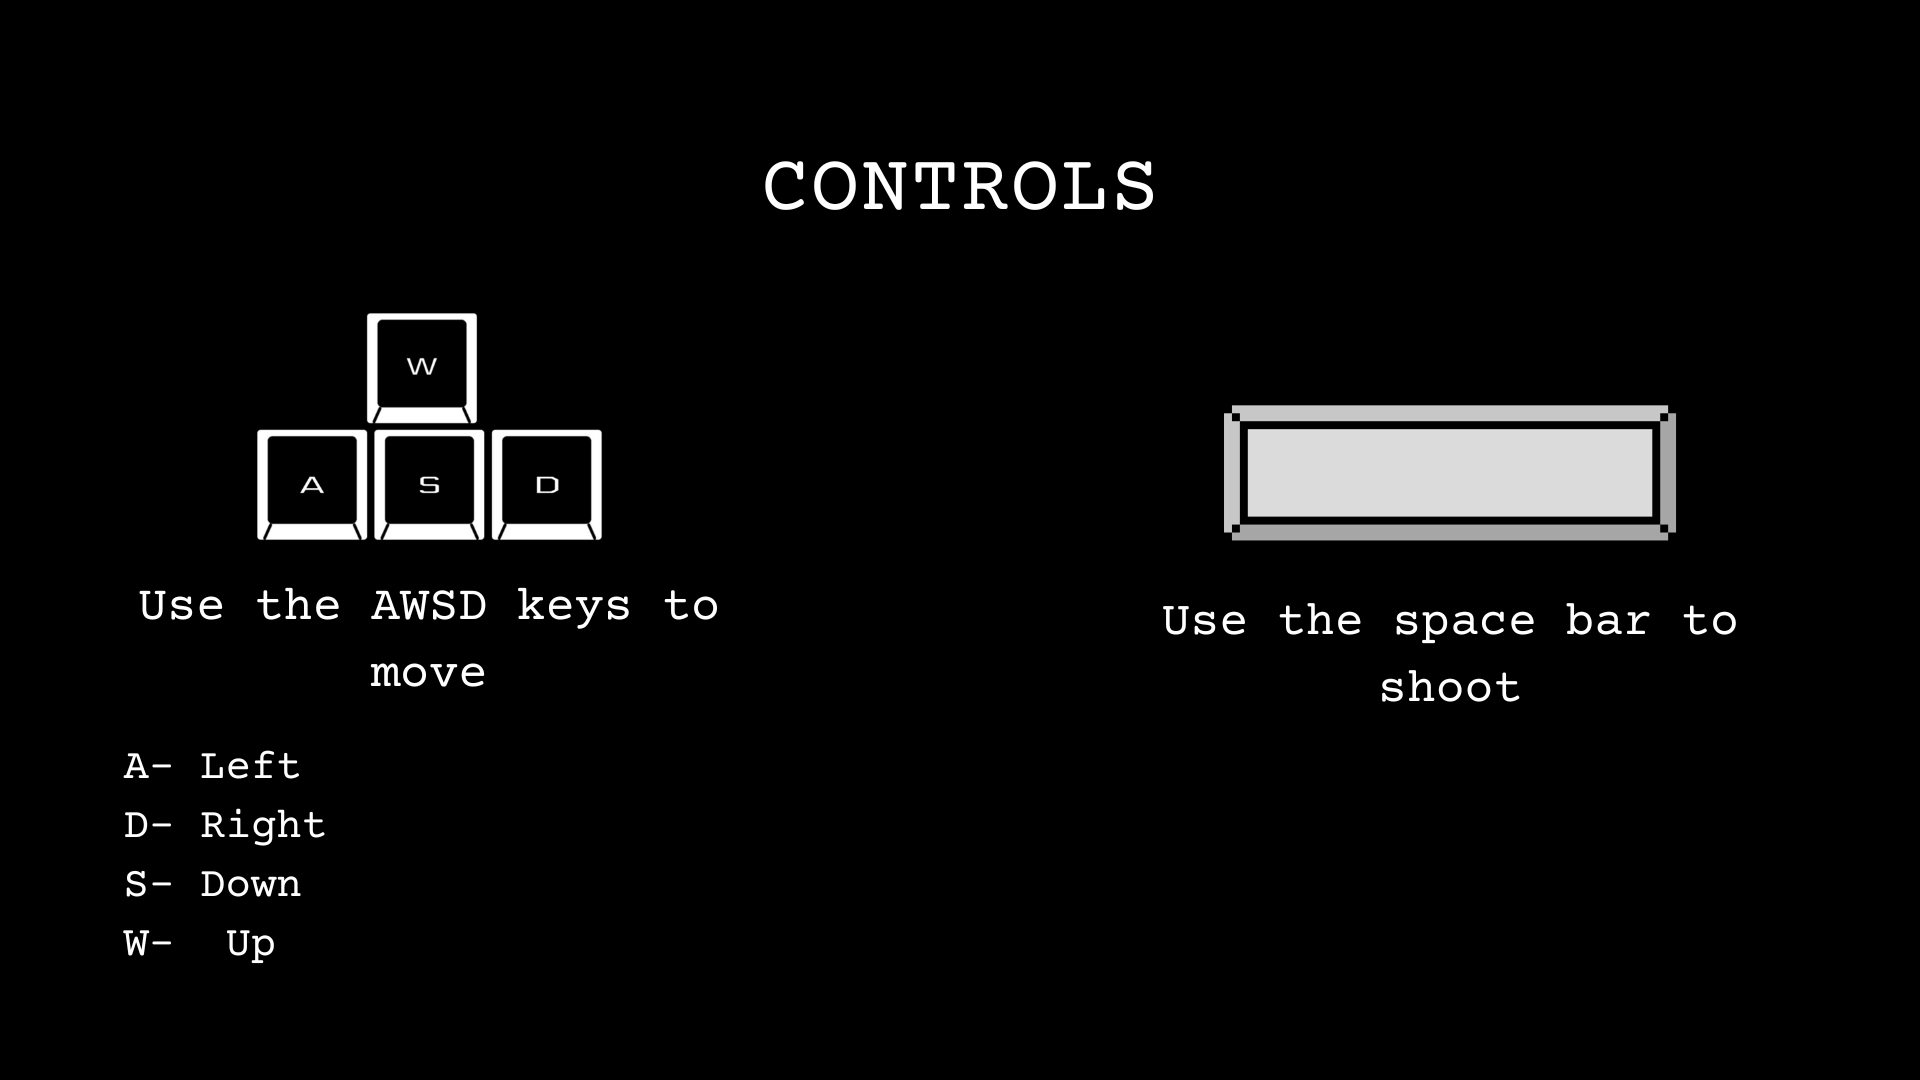 CONTROLS
W
A S D
Use the AWSD keys to
move
A- Left
D- Right
S- Down
W-  Up
Use the space bar to
shoot